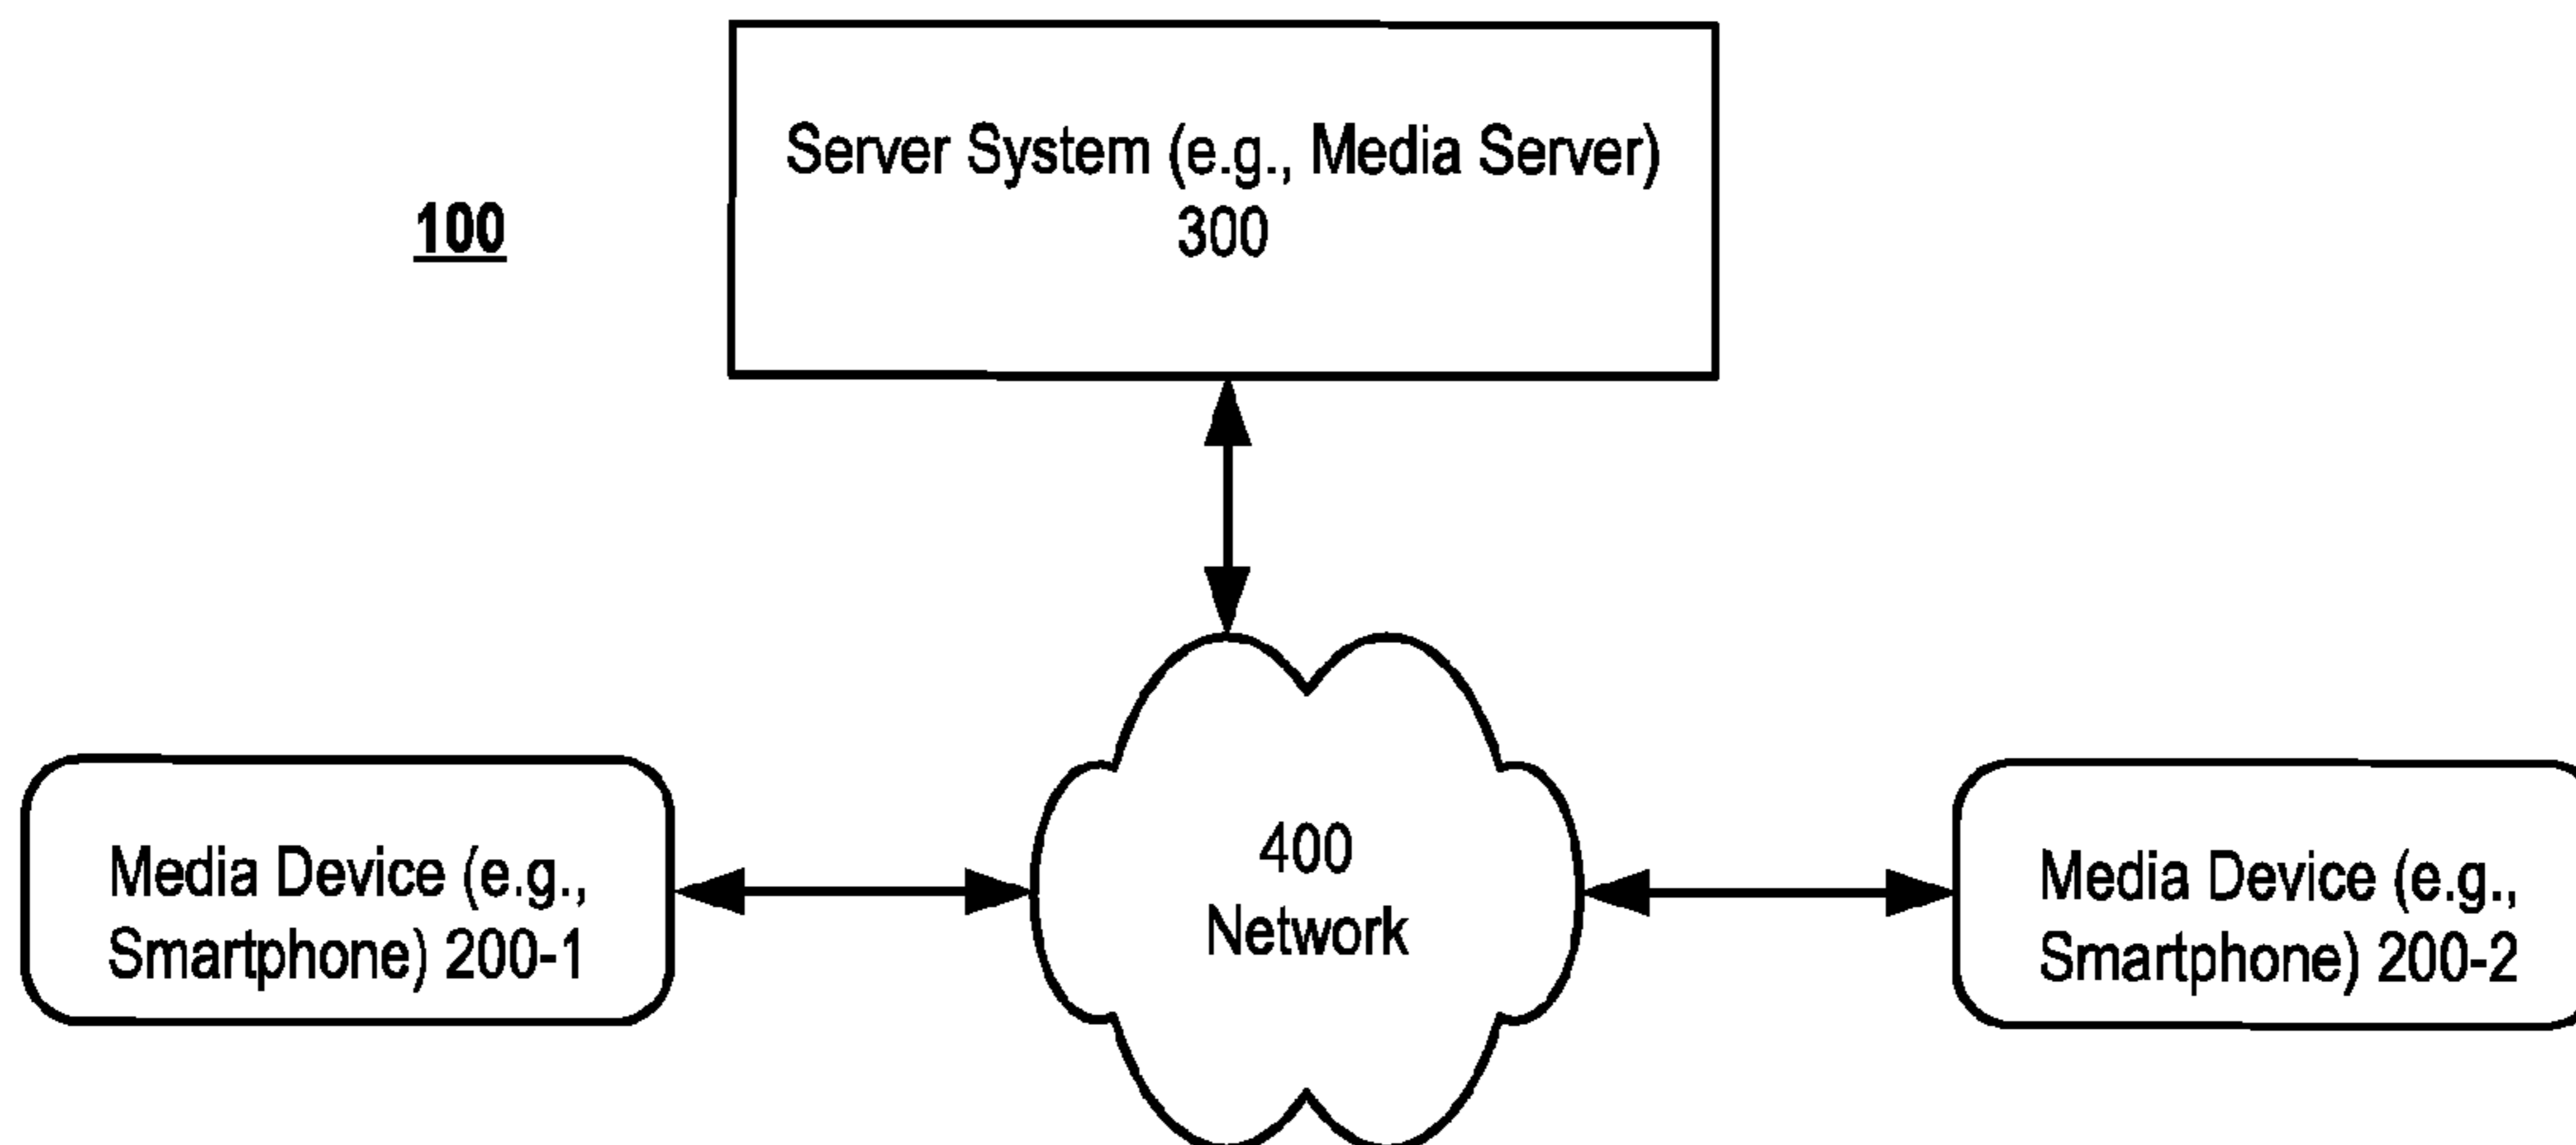 Server System (e.g., Media Server)
300
100
Media Device (e.g.,
Smartphone) 200-1
400
Network
Media Device (e.g.,
Smartphone) 200-2